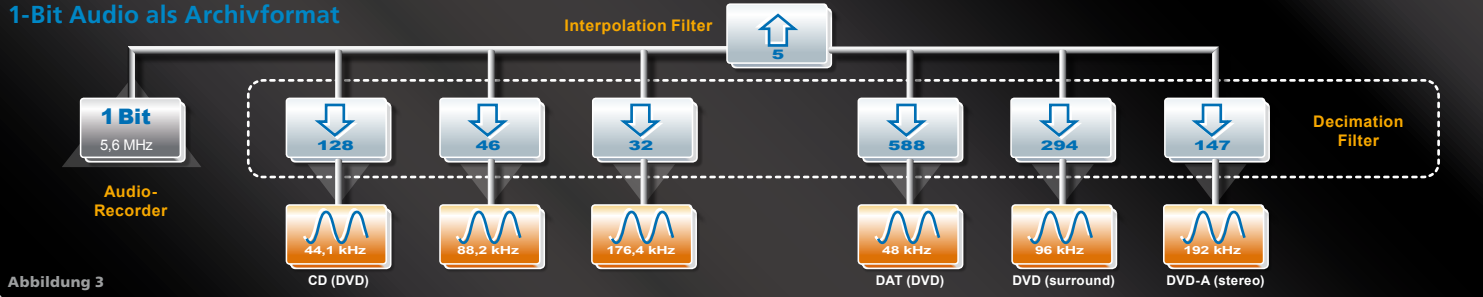 1-Bit Audio als Archivformat
Interpolation Filter
5
1 Bit
5,6 MHz
Audio-
Recorder
128
46
32
588
294
147
Decimation
Filter
44,1 kHz
88,2 kHz
176,4 kHz
48 kHz
96 kHz
192 kHz
CD (DVD)
DAT (DVD)
DVD (surround)
DVD-A (stereo)
Abbildung 3